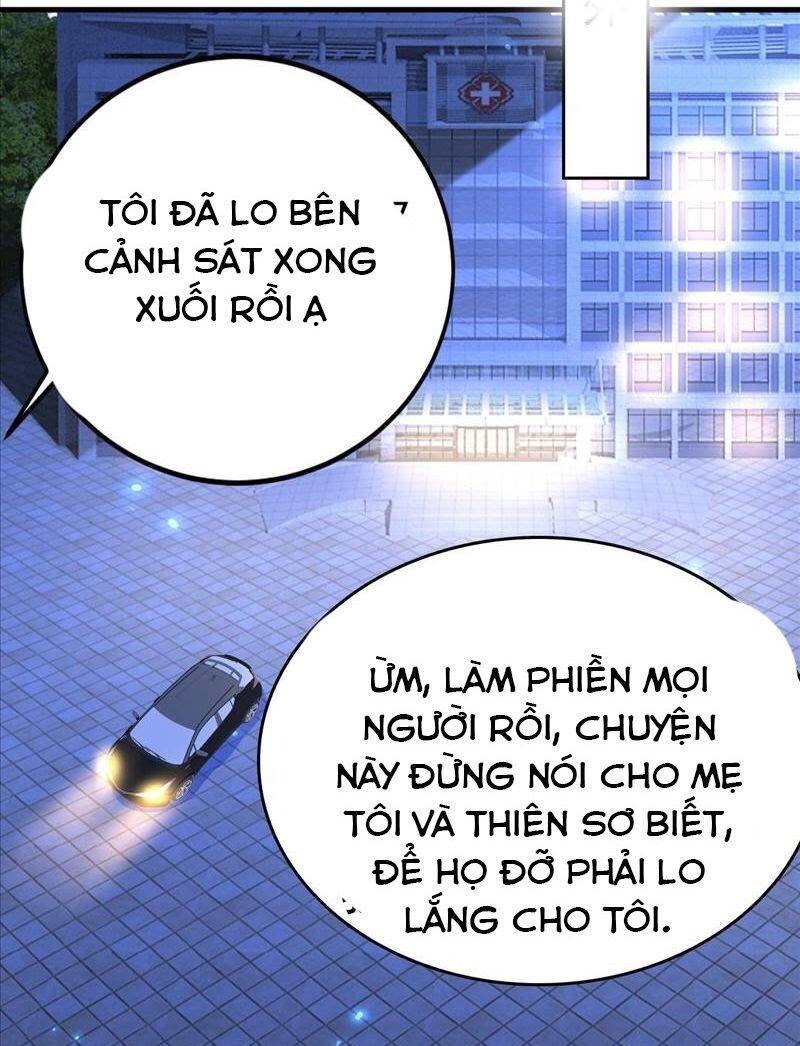 TÔI ĐÃ LO BÊN
CẢNH SÁT XONG
XUỐI RỒI Ạ
ỪM, LÀM PHIỀN MỌI
NGƯỜI RỒI, CHUYỆN
NÀY ĐỪNG NÓI CHO MẸ
TÔI VÀ THIÊN SƠ BIẾT,
ĐỂ HỌ ĐỠ PHẢI LO
LẮNG CHO TÔI.